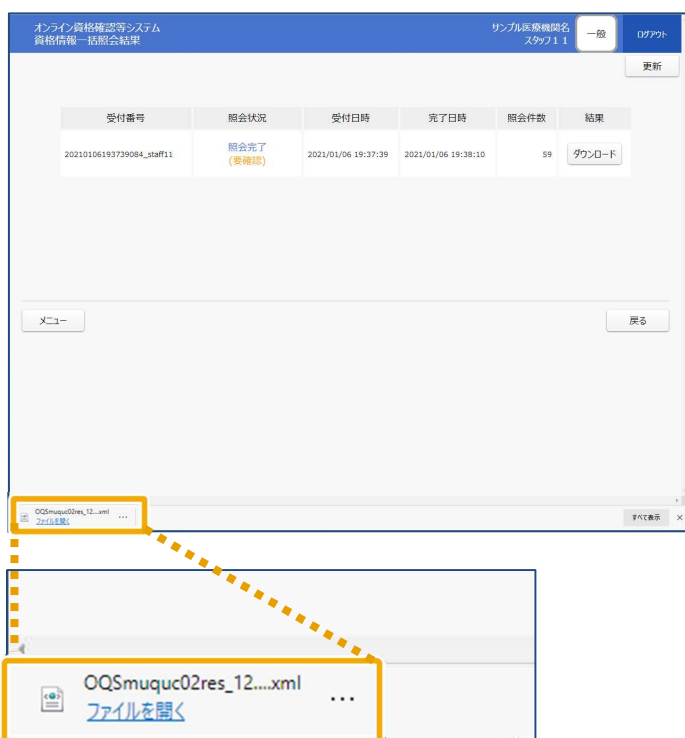 オンライン資格確認等システム
資格情報一括照会結果
サンプル医療機関名
スタッフ11
一般
ログアウト
更新
受付番号 照会状況 受付日時 完了日時 照会件数 結果
20210106193739084_staff11 照会完了 2021/01/06 19:37:39 2021/01/06 19:38:10 59 ダウンロード
(要確認)
メニュー
戻る
OQSmuquc02res_12....xml ...
ファイルを開く
すべて表示 ×
OQSmuquc02res_12....xml ...
ファイルを開く